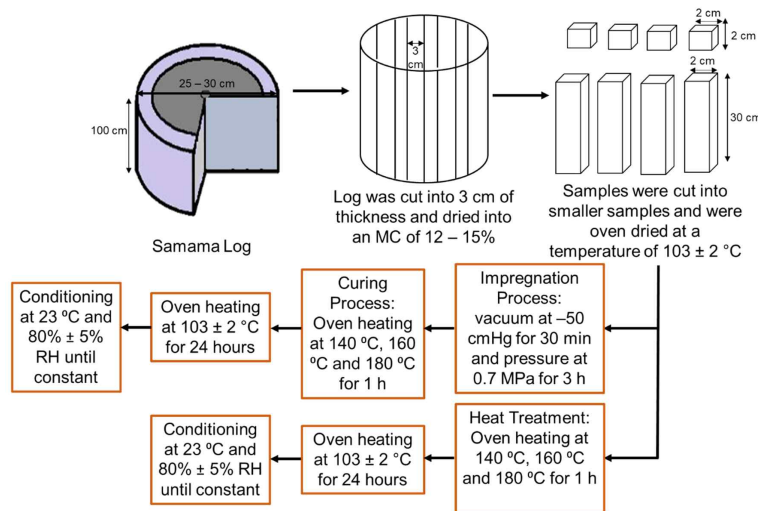 25 – 30 cm
100 cm
Samama Log
3
cm
Log was cut into 3 cm of
thickness and dried into
an MC of 12 – 15%
2 cm
2 cm
2 cm
30 cm
Samples were cut into
smaller samples and were
oven dried at a
temperature of 103 ± 2 °C
Impregnation
Process:
vacuum at –50
cmHg for 30 min
and pressure at
0.7 MPa for 3 h
Curing
Process:
Oven heating
at 140 ºC, 160
ºC and 180 ºC
for 1 h
Oven heating
at 103 ± 2 °C
for 24 hours
Conditioning
at 23 ºC and
80% ± 5%
RH until
constant
Heat Treatment:
Oven heating at
140 ºC, 160 ºC
and 180 ºC for 1 h
Oven heating
at 103 ± 2 °C
for 24 hours
Conditioning
at 23 ºC and
80% ± 5% RH
until constant